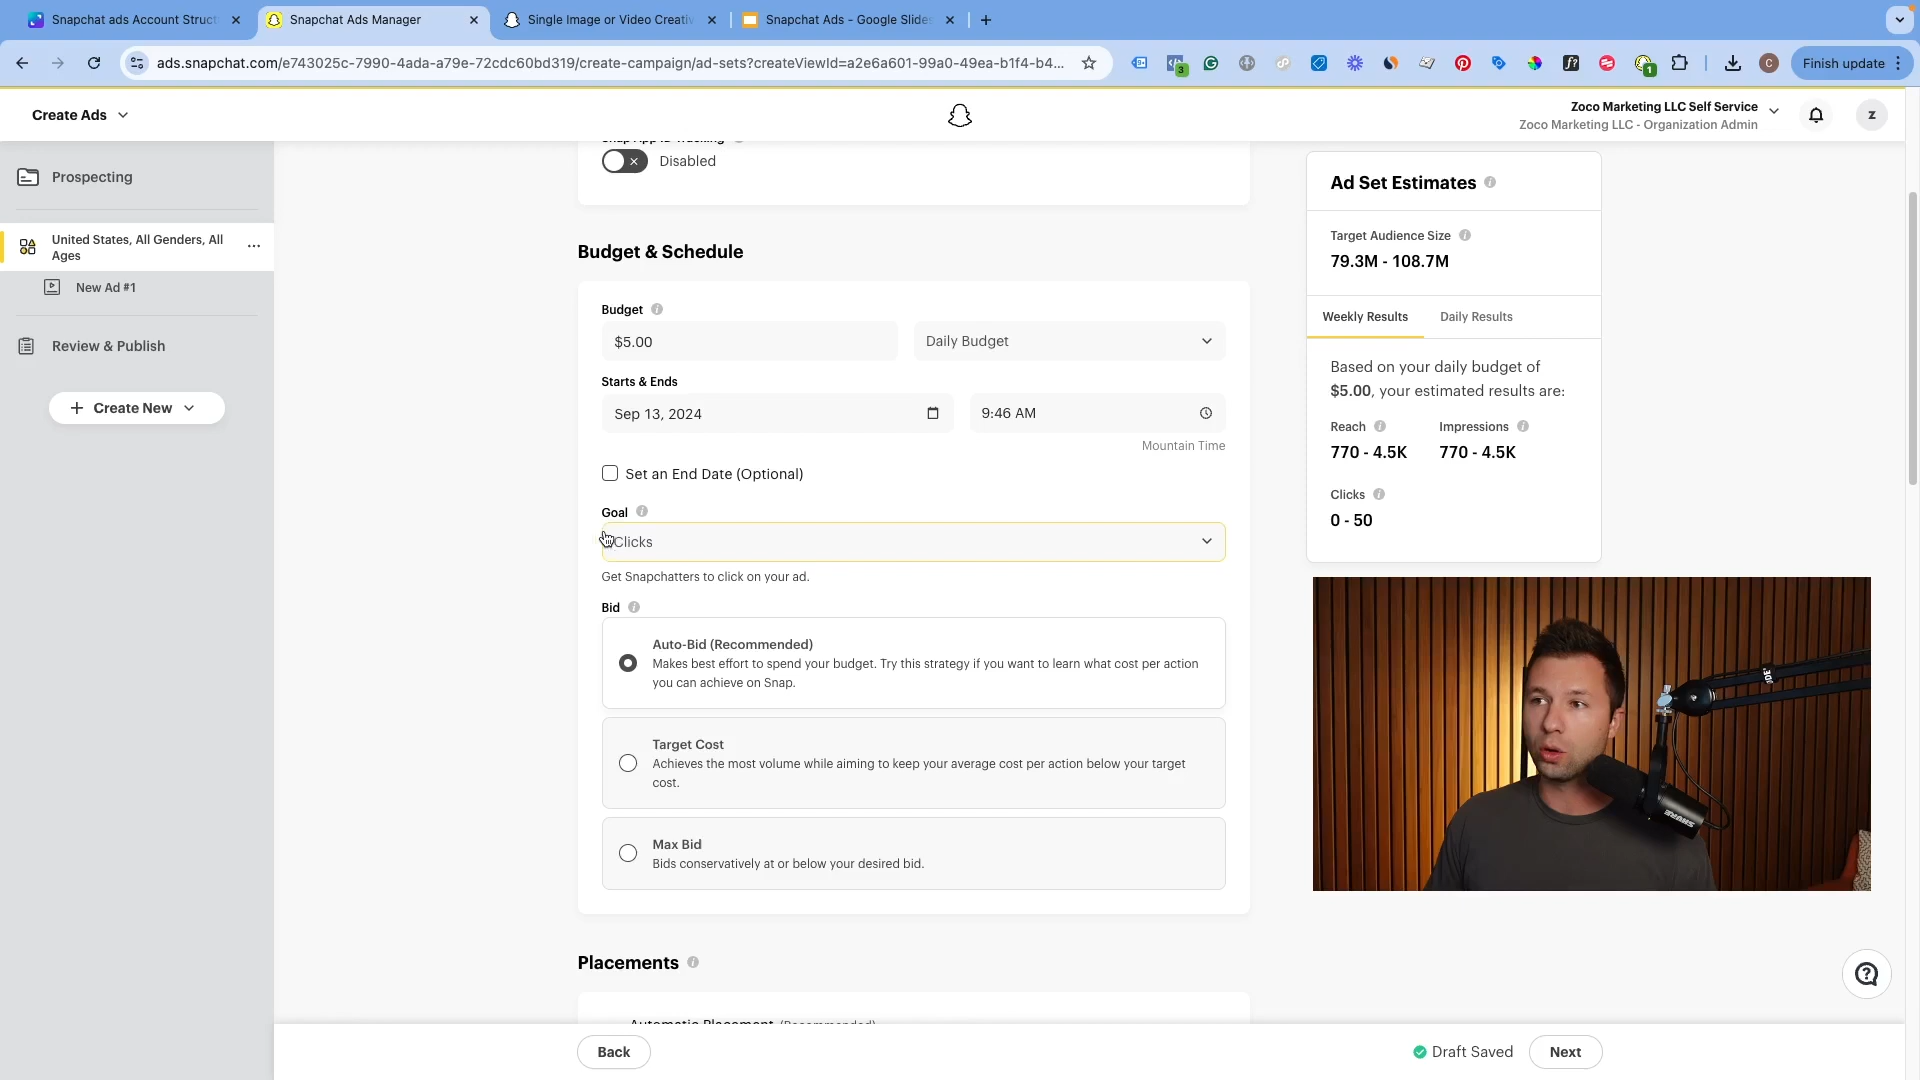 Snapchat ads Account Struct
Snapchat Ads Manager
Single Image or Video Creativ
Snapchat Ads - Google Slides
ads.snapchat.com/e743025c-7990-4ada-a79e-72cdc60bd319/create-campaign/ad-sets?createViewId=a2e6a601-99a0-49ea-b1f4-b4...
3
f?
1
C
Finish update
Create Ads
Zoco Marketing LLC Self Service
Zoco Marketing LLC - Organization Admin
Z
Prospecting
United States, All Genders, All
Ages
New Ad #1
Review & Publish
Create New
Snap App ID Tracking
Disabled
Budget & Schedule
Budget
$5.00
Daily Budget
Starts & Ends
Sep 13, 2024
9:46 AM
Mountain Time
Set an End Date (Optional)
Goal
Clicks
Get Snapchatters to click on your ad.
Bid
Auto-Bid (Recommended)
Makes best effort to spend your budget. Try this strategy if you want to learn what cost per action
you can achieve on Snap.
Target Cost
Achieves the most volume while aiming to keep your average cost per action below your target
cost.
Max Bid
Bids conservatively at or below your desired bid.
Placements
Automatic Placement (Recommended)
Back
Draft Saved
Next
Ad Set Estimates
Target Audience Size
79.3M - 108.7M
Weekly Results
Daily Results
Based on your daily budget of
$5.00, your estimated results are:
Reach
Impressions
770 - 4.5K
770 - 4.5K
Clicks
0 - 50
SHURE